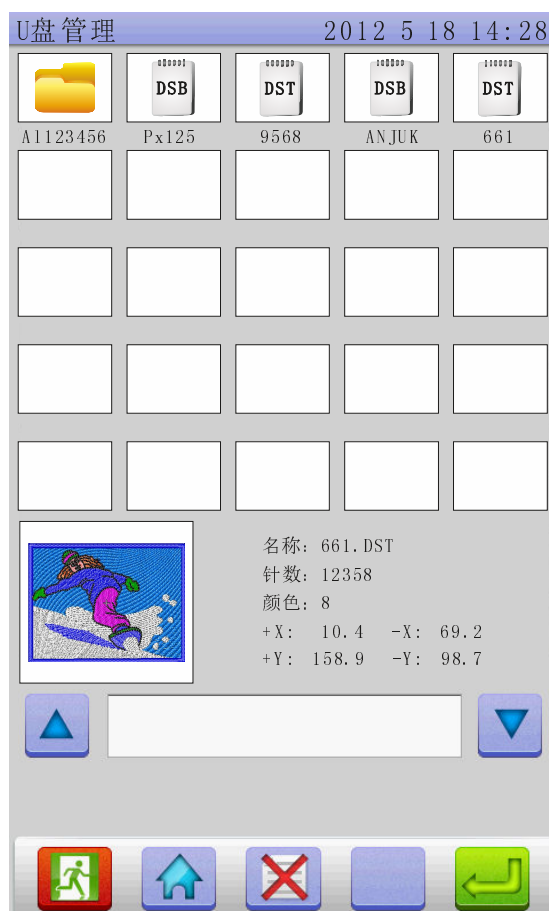 U盘管理 2012 5 18 14:28
DSB DST DSB DST
A1123456 Px125 9568 ANJUK 661
名称: 661.DST
针数: 12358
颜色: 8
+X: 10.4 -X: 69.2
+Y: 158.9 -Y: 98.7